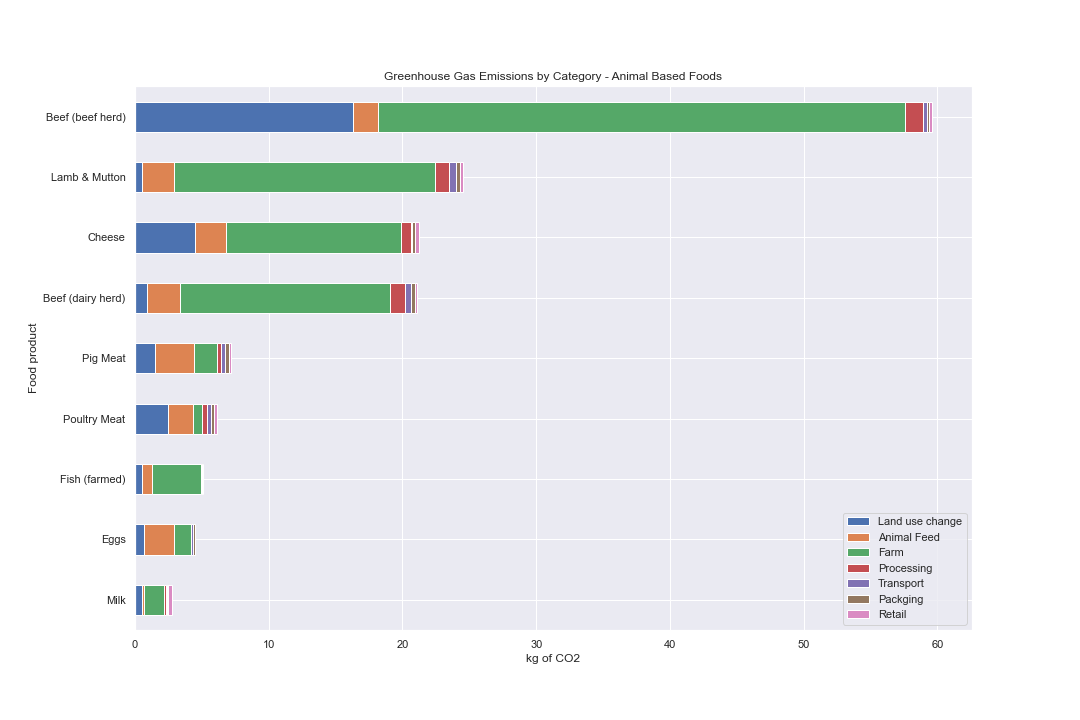 Greenhouse Gas Emissions by Category - Animal Based Foods
Food product
Beef (beef herd)
Lamb & Mutton
Cheese
Beef (dairy herd)
Pig Meat
Poultry Meat
Fish (farmed)
Eggs
Milk
Land use change
Animal Feed
Farm
Processing
Transport
Packging
Retail
0 10 20 30 40 50 60
kg of CO2